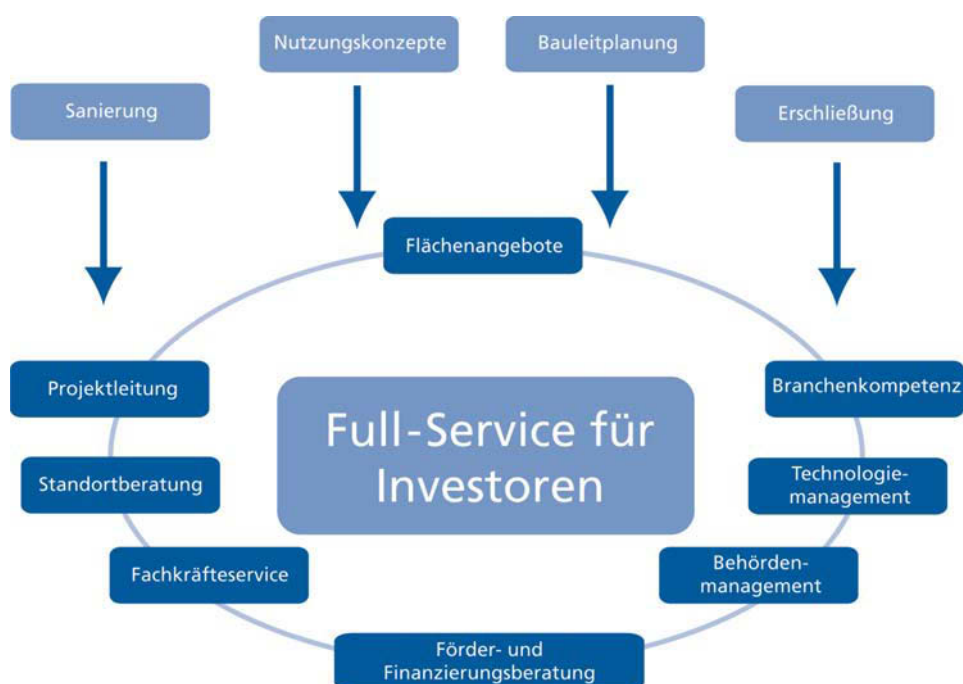 Nutzungskonzepte
Bauleitplanung
Sanierung
Erschließung
Flächenangebote
Projektleitung
Branchenkompetenz
Full-Service für
Investoren
Standortberatung
Technologie-
management
Fachkräfteservice
Behörden-
management
Förder- und
Finanzierungsberatung